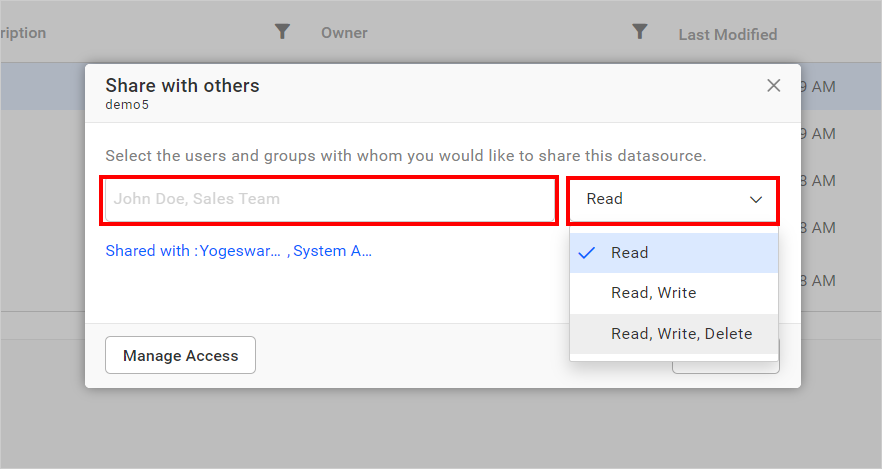 ription Owner Last Modified
Share with others
demo5
9 AM
Select the users and groups with whom you would like to share this datasource.
9 AM
John Doe, Sales Team Read
8 AM
Shared with :Yogeswar... , System A...
8 AM
Read
Read, Write
8 AM
Read, Write, Delete
Manage Access